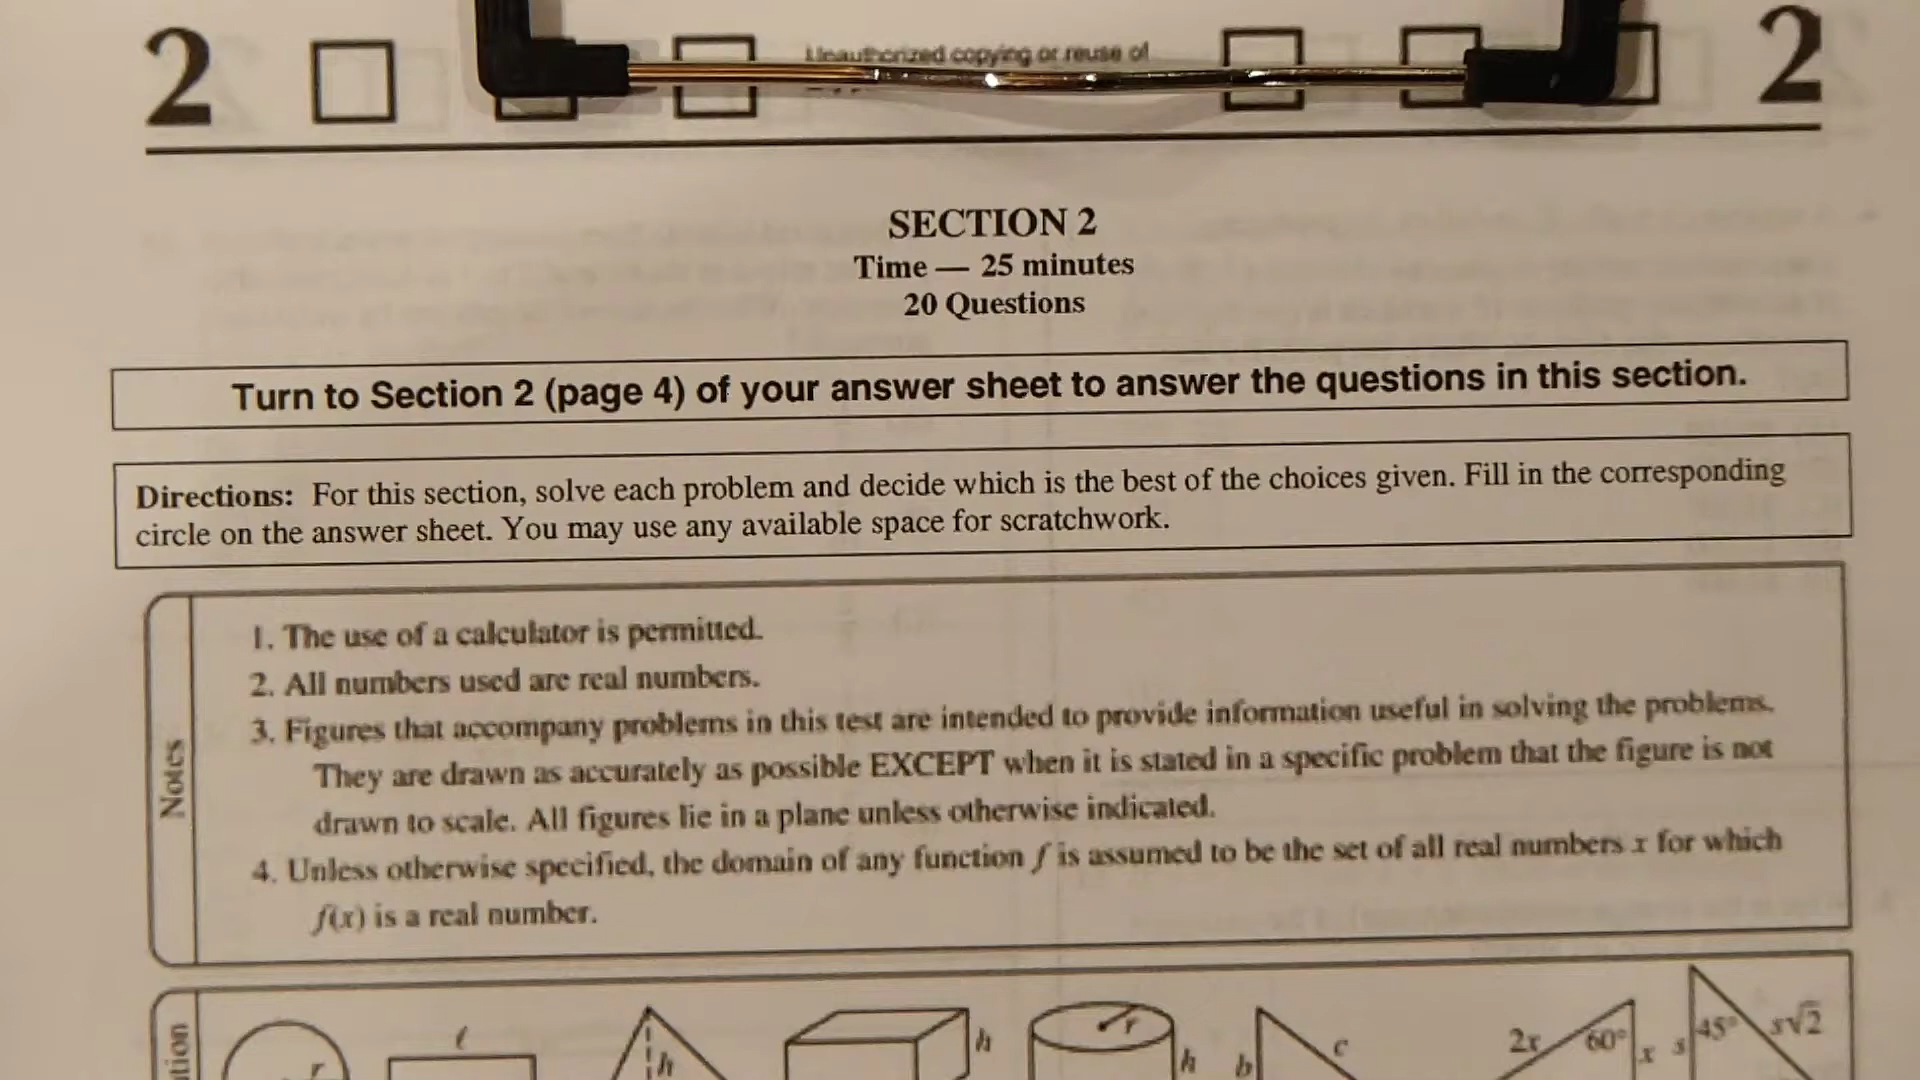 2 2
Unauthorized copying or reuse of
SECTION 2
Time — 25 minutes
20 Questions
Turn to Section 2 (page 4) of your answer sheet to answer the questions in this section.
Directions: For this section, solve each problem and decide which is the best of the choices given. Fill in the corresponding
circle on the answer sheet. You may use any available space for scratchwork.
Notes
1. The use of a calculator is permitted.
2. All numbers used are real numbers.
3. Figures that accompany problems in this test are intended to provide information useful in solving the problems.
They are drawn as accurately as possible EXCEPT when it is stated in a specific problem that the figure is not
drawn to scale. All figures lie in a plane unless otherwise indicated.
4. Unless otherwise specified, the domain of any function f is assumed to be the set of all real numbers x for which
f(x) is a real number.
r ℓ h h r h b c 2x 60° x s 45° s√2